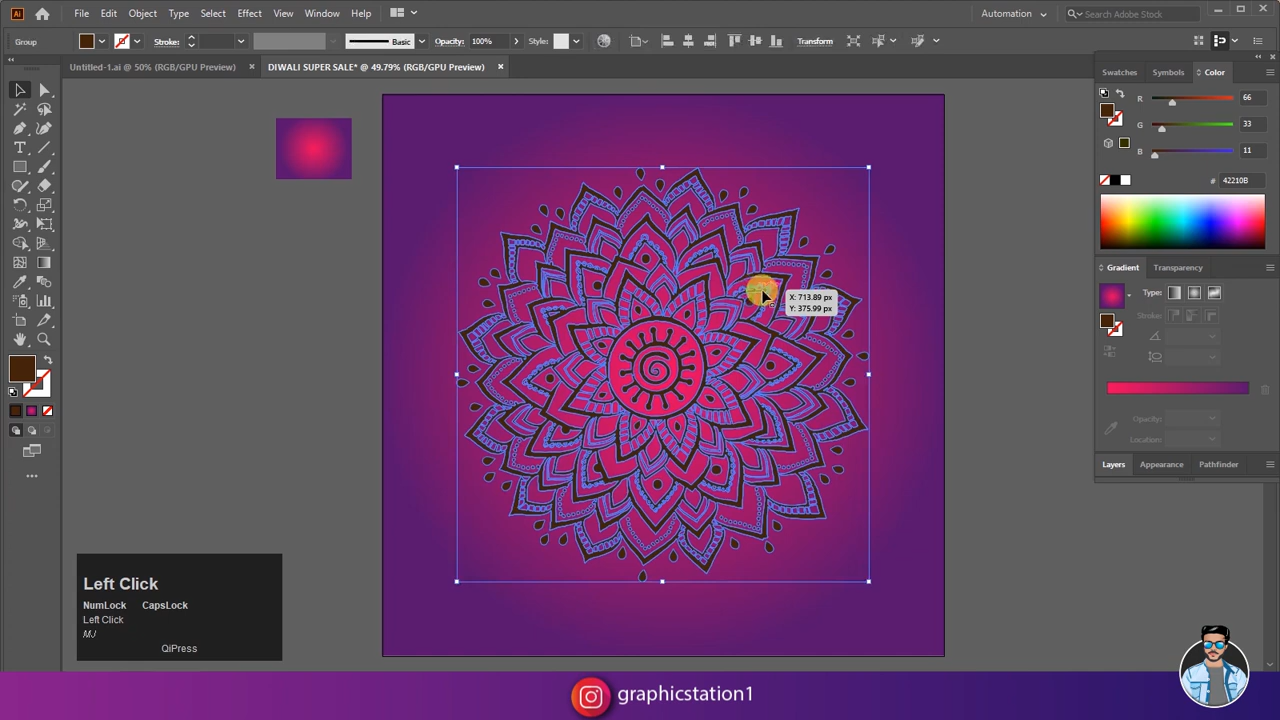 Ai File Edit Object Type Select Effect View Window Help Automation Search Adobe Stock
Group Stroke: Basic Opacity: 100% Style: Transform
Untitled-1.ai @ 50% (RGB/GPU Preview) × DIWALI SUPER SALE* @ 49.79% (RGB/GPU Preview) ×
Swatches Symbols Color
R 66
G 33
B 11
# 42210B
Gradient Transparency
Type:
Stroke:
X: 713.89 px
Y: 375.99 px
Opacity:
Location:
Layers Appearance Pathfinder
Left Click
NumLock CapsLock
Left Click
QiPress
graphicstation1